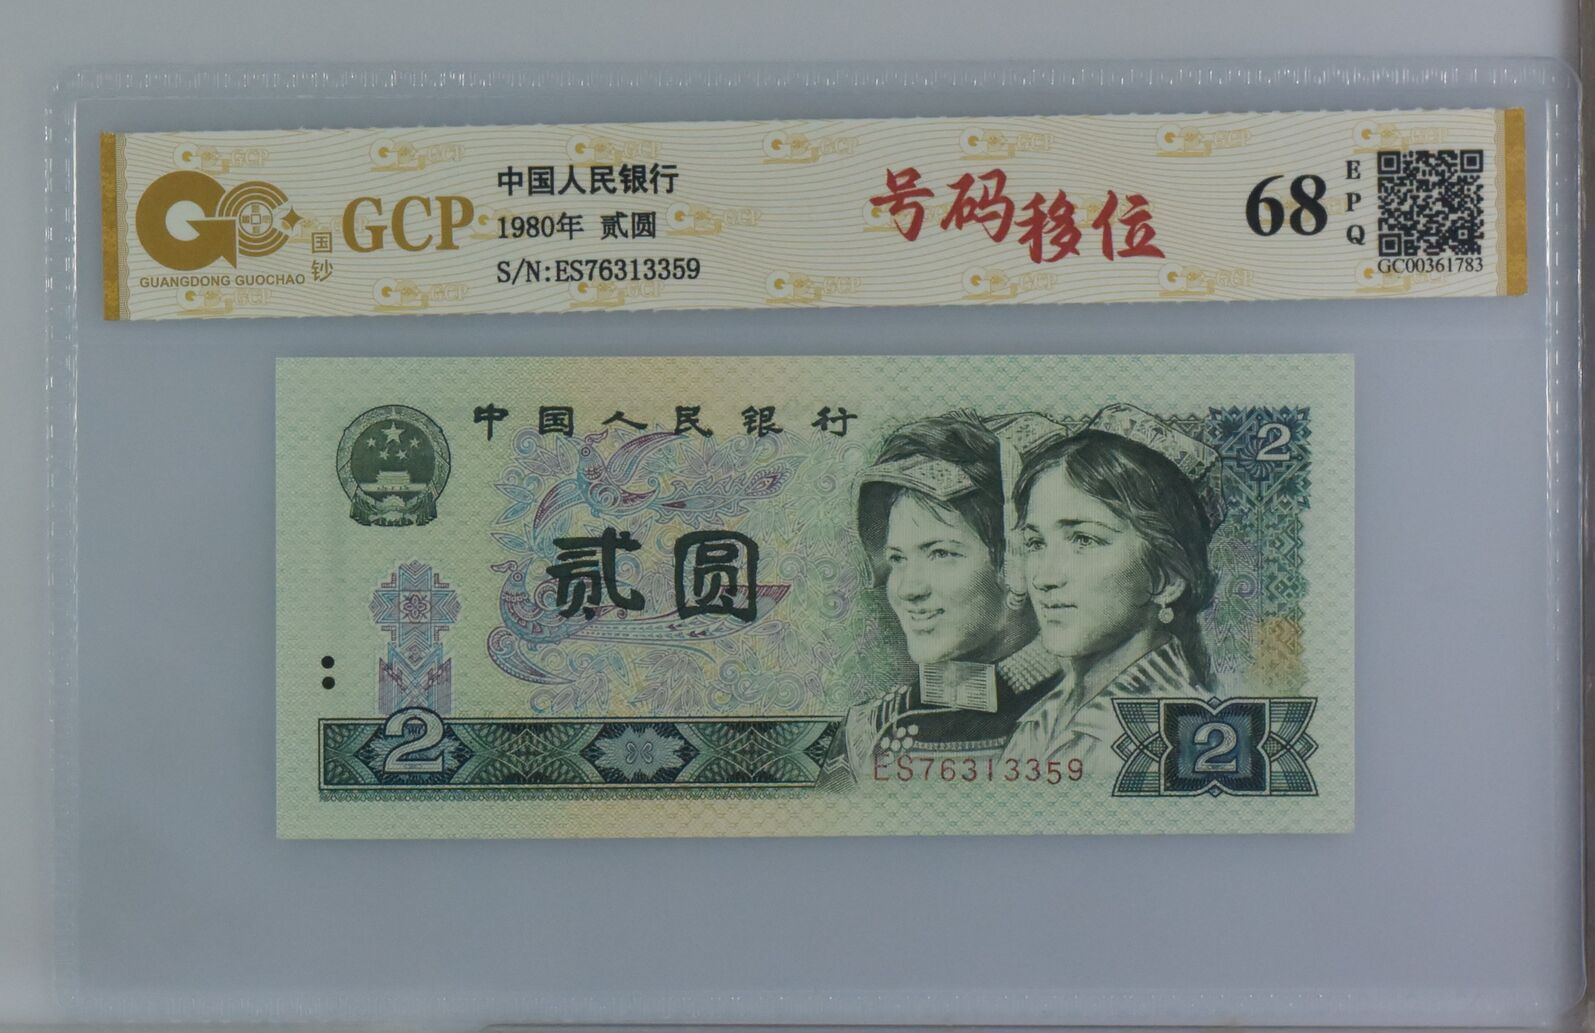 GUANGDONG GUOCHAO
国钞
GCP
中国人民银行
1980年 贰圆
S/N:ES76313359
号码移位
68
EPQ
GC00361783
中国人民银行
2
贰圆
2
ES76313359
2